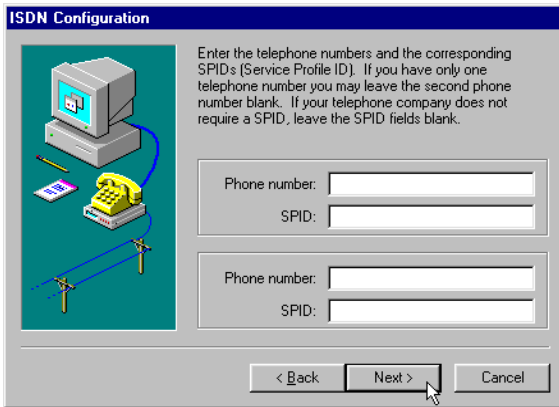 ISDN Configuration
Enter the telephone numbers and the corresponding
SPIDs (Service Profile ID). If you have only one
telephone number you may leave the second phone
number blank. If your telephone company does not
require a SPID, leave the SPID fields blank.
Phone number:
SPID:
Phone number:
SPID:
< Back Next > Cancel